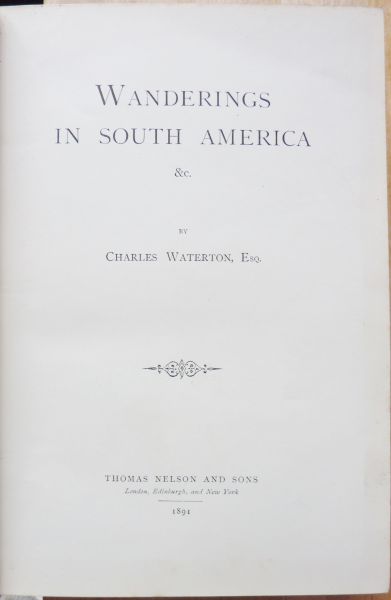 WANDERINGS
IN SOUTH AMERICA
&c.
BY
CHARLES WATERTON, ESQ.
THOMAS NELSON AND SONS
London, Edinburgh, and New York
1891